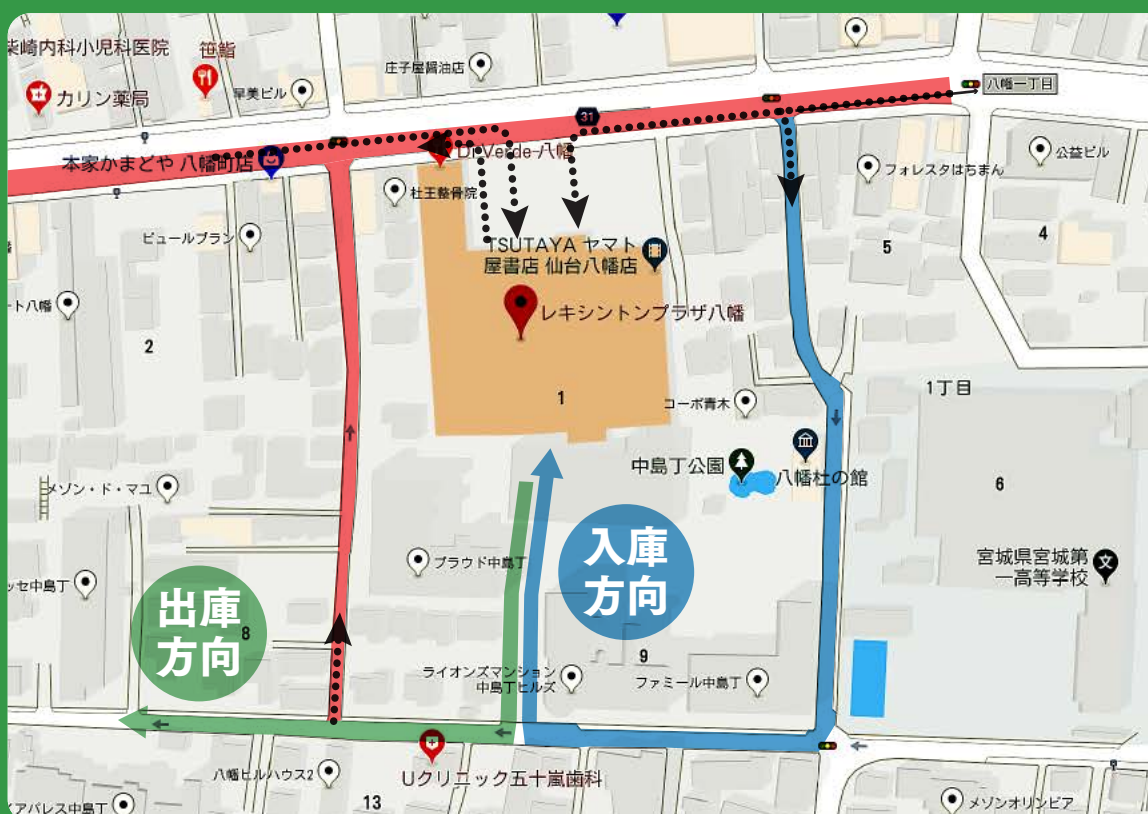 柴崎内科小児科医院
笹鮨
庄子屋醤油店
カリン薬局
早美ビル
八幡一丁目
31
本家かまどや 八幡町店
Di Verde 八幡
公益ビル
フォレスタはちまん
杜王整骨院
ビュールブラン
TSUTAYA ヤマト
屋書店 仙台八幡店
5
4
ート八幡
レキシントンプラザ八幡
2
1
1丁目
コーポ青木
中島丁公園
八幡杜の館
メゾン・ド・マユ
6
入庫
方向
プラウド中島丁
宮城県宮城第
一高等学校
ッセ中島丁
出庫
方向
8
9
ライオンズマンション
中島丁ヒルズ
ファミール中島丁
八幡ヒルハウス2
Uクリニック五十嵐歯科
13
イアパレス中島丁
メゾンオリンピア